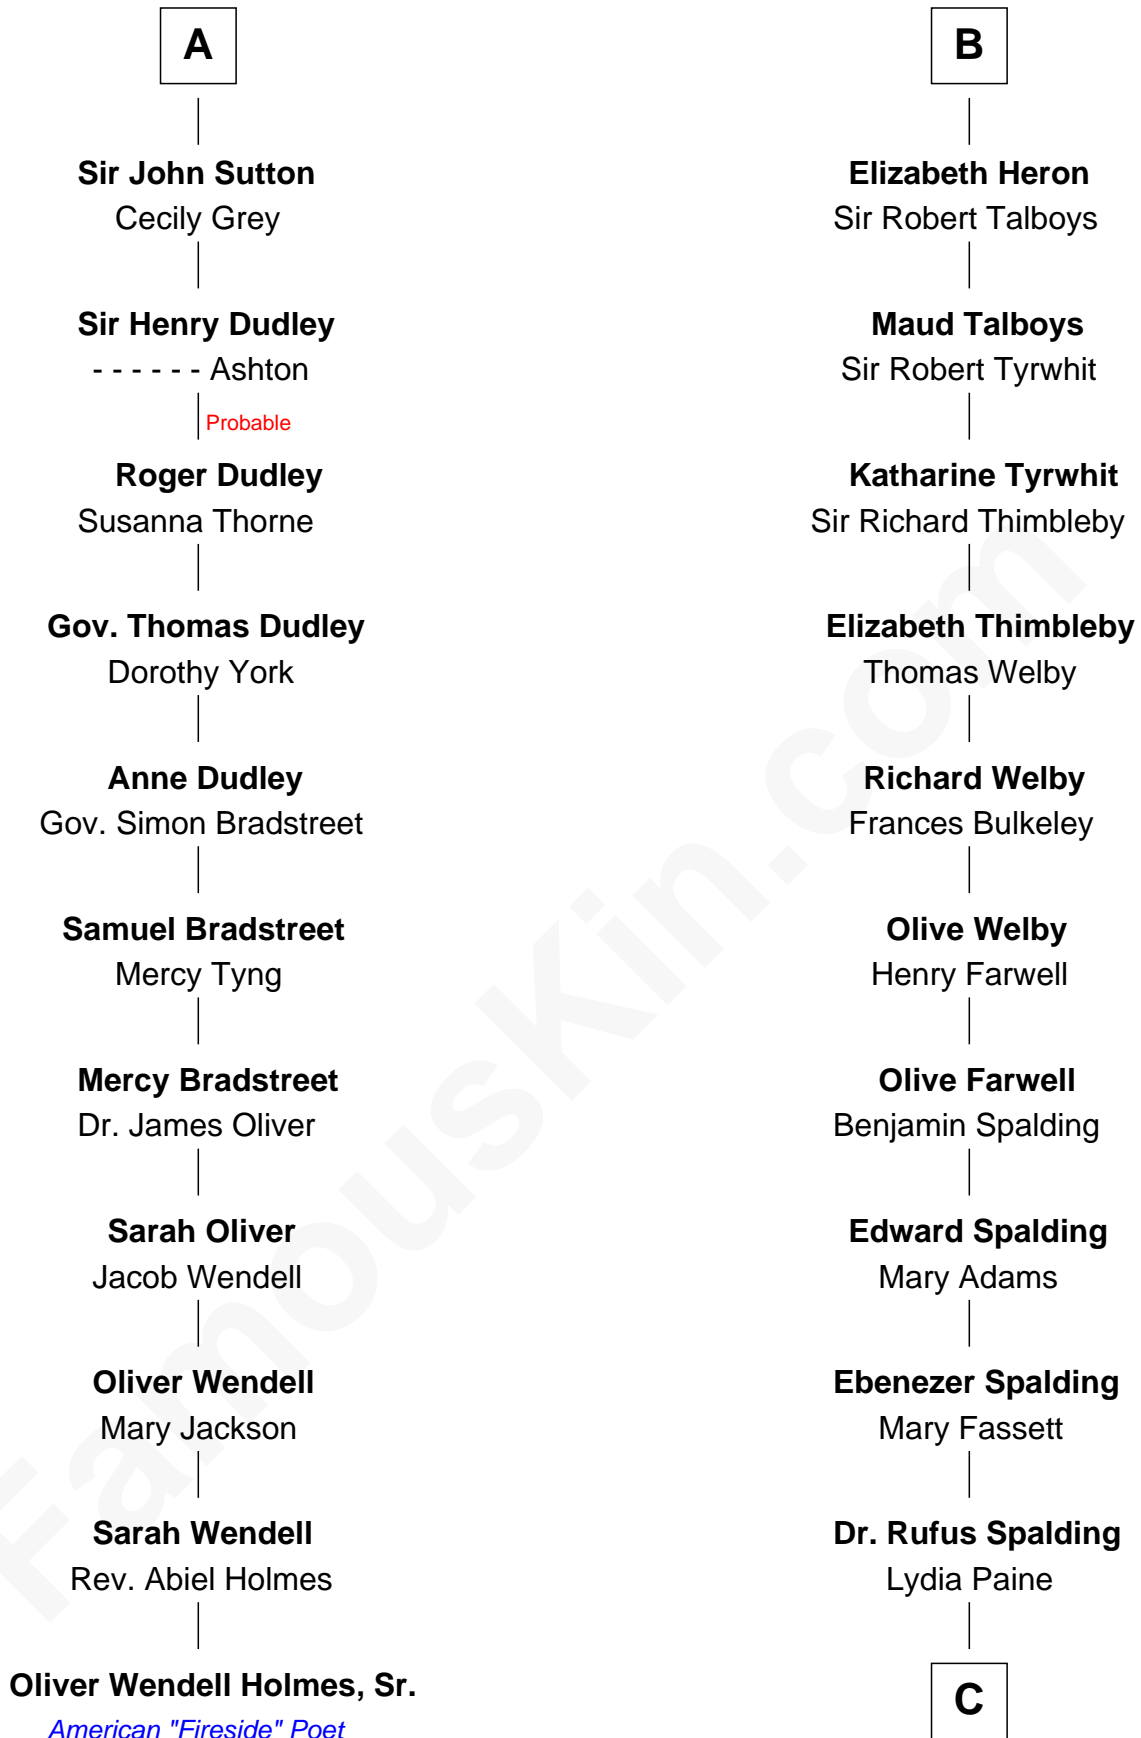 A
Sir John Sutton
Cecily Grey
Sir Henry Dudley
- - - - - - Ashton
Probable
Roger Dudley
Susanna Thorne
Gov. Thomas Dudley
Dorothy York
Anne Dudley
Gov. Simon Bradstreet
Samuel Bradstreet
Mercy Tyng
Mercy Bradstreet
Dr. James Oliver
Sarah Oliver
Jacob Wendell
Oliver Wendell
Mary Jackson
Sarah Wendell
Rev. Abiel Holmes
Oliver Wendell Holmes, Sr.
American "Fireside" Poet
B
Elizabeth Heron
Sir Robert Talboys
Maud Talboys
Sir Robert Tyrwhit
Katharine Tyrwhit
Sir Richard Thimbleby
Elizabeth Thimbleby
Thomas Welby
Richard Welby
Frances Bulkeley
Olive Welby
Henry Farwell
Olive Farwell
Benjamin Spalding
Edward Spalding
Mary Adams
Ebenezer Spalding
Mary Fassett
Dr. Rufus Spalding
Lydia Paine
C
FamousKin.com